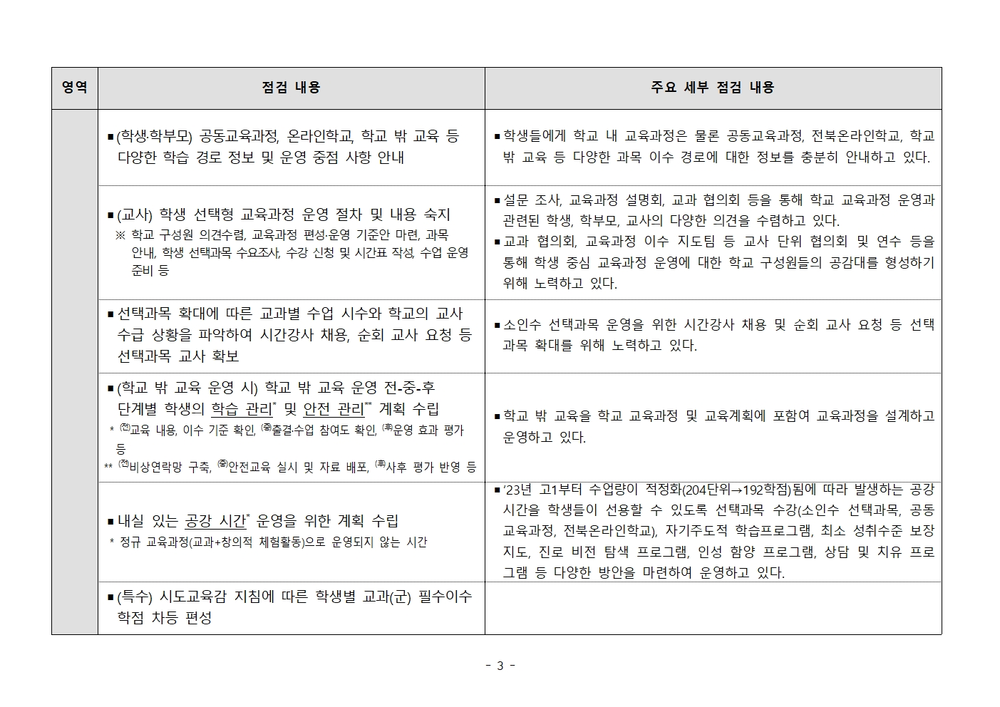 영역
점검 내용
주요 세부 점검 내용
■ (학생·학부모) 공동교육과정, 온라인학교, 학교 밖 교육 등
다양한 학습 경로 정보 및 운영 중점 사항 안내
■ 학생들에게 학교 내 교육과정은 물론 공동교육과정, 전북온라인학교, 학교
밖 교육 등 다양한 과목 이수 경로에 대한 정보를 충분히 안내하고 있다.
■ (교사) 학생 선택형 교육과정 운영 절차 및 내용 숙지
※ 학교 구성원 의견수렴, 교육과정 편성·운영 기준안 마련, 과목
안내, 학생 선택과목 수요조사, 수강 신청 및 시간표 작성, 수업 운영
준비 등
■ 설문 조사, 교육과정 설명회, 교과 협의회 등을 통해 학교 교육과정 운영과
관련된 학생, 학부모, 교사의 다양한 의견을 수렴하고 있다.
■ 교과 협의회, 교육과정 이수 지도팀 등 교사 단위 협의회 및 연수 등을
통해 학생 중심 교육과정 운영에 대한 학교 구성원들의 공감대를 형성하기
위해 노력하고 있다.
■ 선택과목 확대에 따른 교과별 수업 시수와 학교의 교사
수급 상황을 파악하여 시간강사 채용, 순회 교사 요청 등
선택과목 교사 확보
■ 소인수 선택과목 운영을 위한 시간강사 채용 및 순회 교사 요청 등 선택
과목 확대를 위해 노력하고 있다.
■ (학교 밖 교육 운영 시) 학교 밖 교육 운영 전-중-후
단계별 학생의 학습 관리* 및 안전 관리** 계획 수립
* (전)교육 내용, 이수 기준 확인, (중)출결·수업 참여도 확인, (후)운영 효과 평가
등
** (전)비상연락망 구축, (중)안전교육 실시 및 자료 배포, (후)사후 평가 반영 등
■ 학교 밖 교육을 학교 교육과정 및 교육계획에 포함여 교육과정을 설계하고
운영하고 있다.
■ 내실 있는 공강 시간* 운영을 위한 계획 수립
* 정규 교육과정(교과+창의적 체험활동)으로 운영되지 않는 시간
■ ’23년 고1부터 수업량이 적정화(204단위→192학점)됨에 따라 발생하는 공강
시간을 학생들이 선용할 수 있도록 선택과목 수강(소인수 선택과목, 공동
교육과정, 전북온라인학교), 자기주도적 학습프로그램, 최소 성취수준 보장
지도, 진로 비전 탐색 프로그램, 인성 함양 프로그램, 상담 및 치유 프로
그램 등 다양한 방안을 마련하여 운영하고 있다.
■ (특수) 시도교육감 지침에 따른 학생별 교과(군) 필수이수
학점 차등 편성
- 3 -